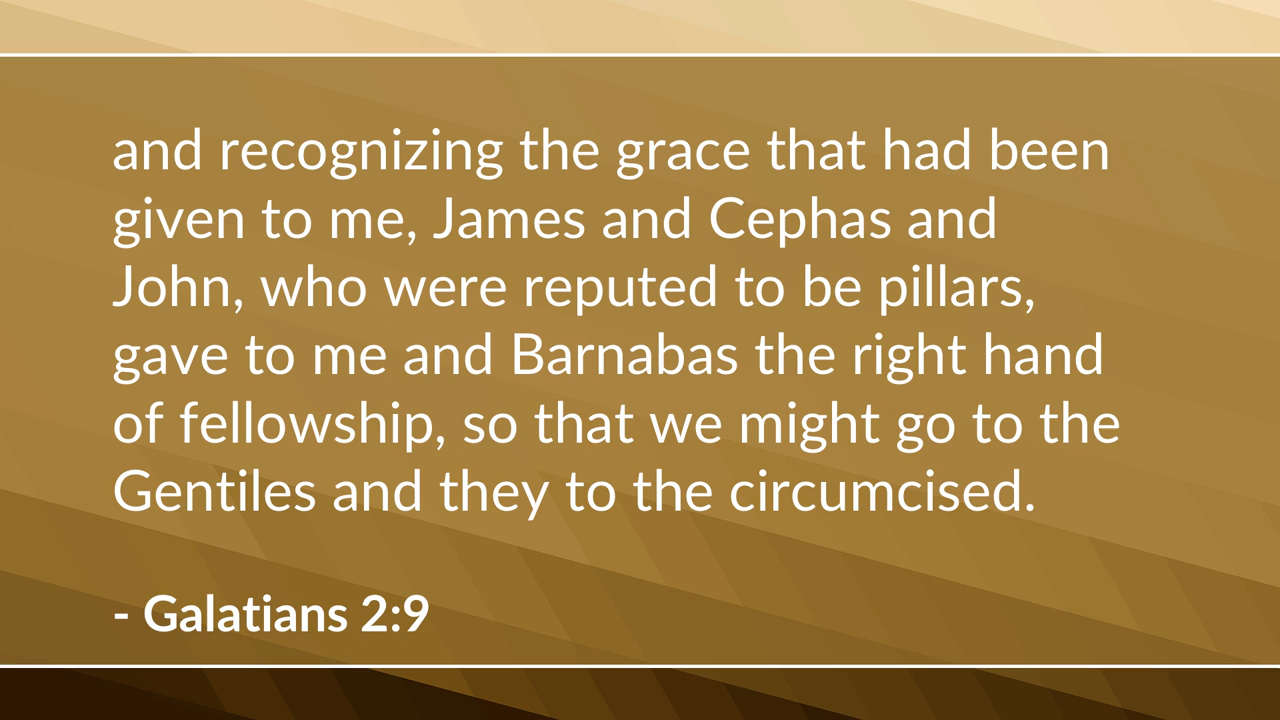 and recognizing the grace that had been
given to me, James and Cephas and
John, who were reputed to be pillars,
gave to me and Barnabas the right hand
of fellowship, so that we might go to the
Gentiles and they to the circumcised.
- Galatians 2:9